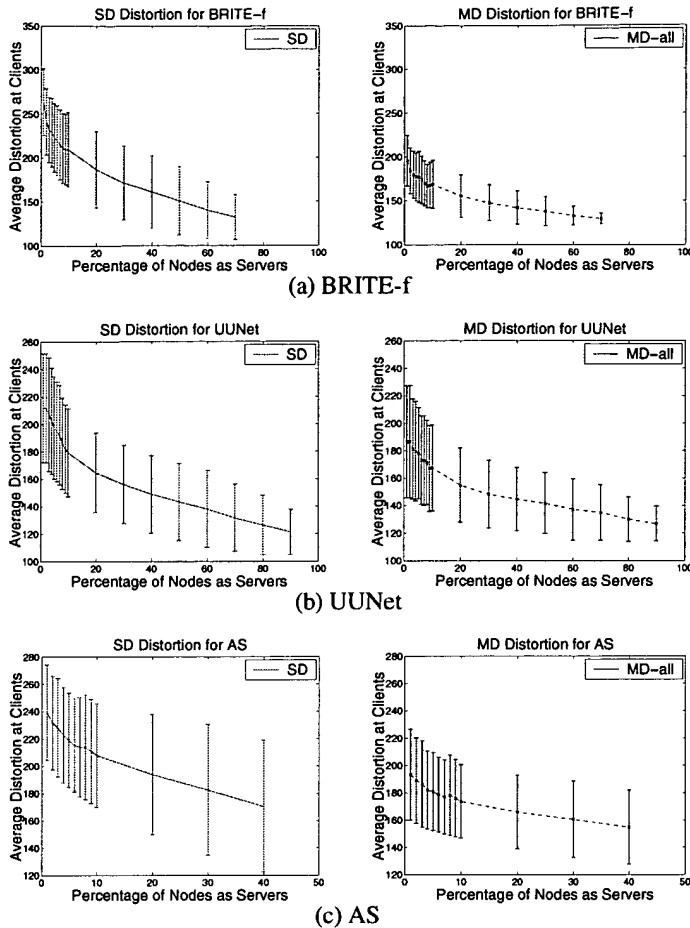 SD Distortion for BRITE-f
SD
Average Distortion at Clients
350
300
250
200
150
100
0 20 40 60 80 100
Percentage of Nodes as Servers
MD Distortion for BRITE-f
MD-all
Average Distortion at Clients
350
300
250
200
150
100
0 20 40 60 80 100
Percentage of Nodes as Servers
(a) BRITE-f
SD Distortion for UUNet
SD
Average Distortion at Clients
260
240
220
200
180
160
140
120
100
0 20 40 60 80 100
Percentage of Nodes as Servers
MD Distortion for UUNet
MD-all
Average Distortion at Clients
260
240
220
200
180
160
140
120
100
0 20 40 60 80 100
Percentage of Nodes as Servers
(b) UUNet
SD Distortion for AS
SD
Average Distortion at Clients
280
260
240
220
200
180
160
140
120
0 10 20 30 40 50
Percentage of Nodes as Servers
MD Distortion for AS
MD-all
Average Distortion at Clients
280
260
240
220
200
180
160
140
120
0 10 20 30 40 50
Percentage of Nodes as Servers
(c) AS